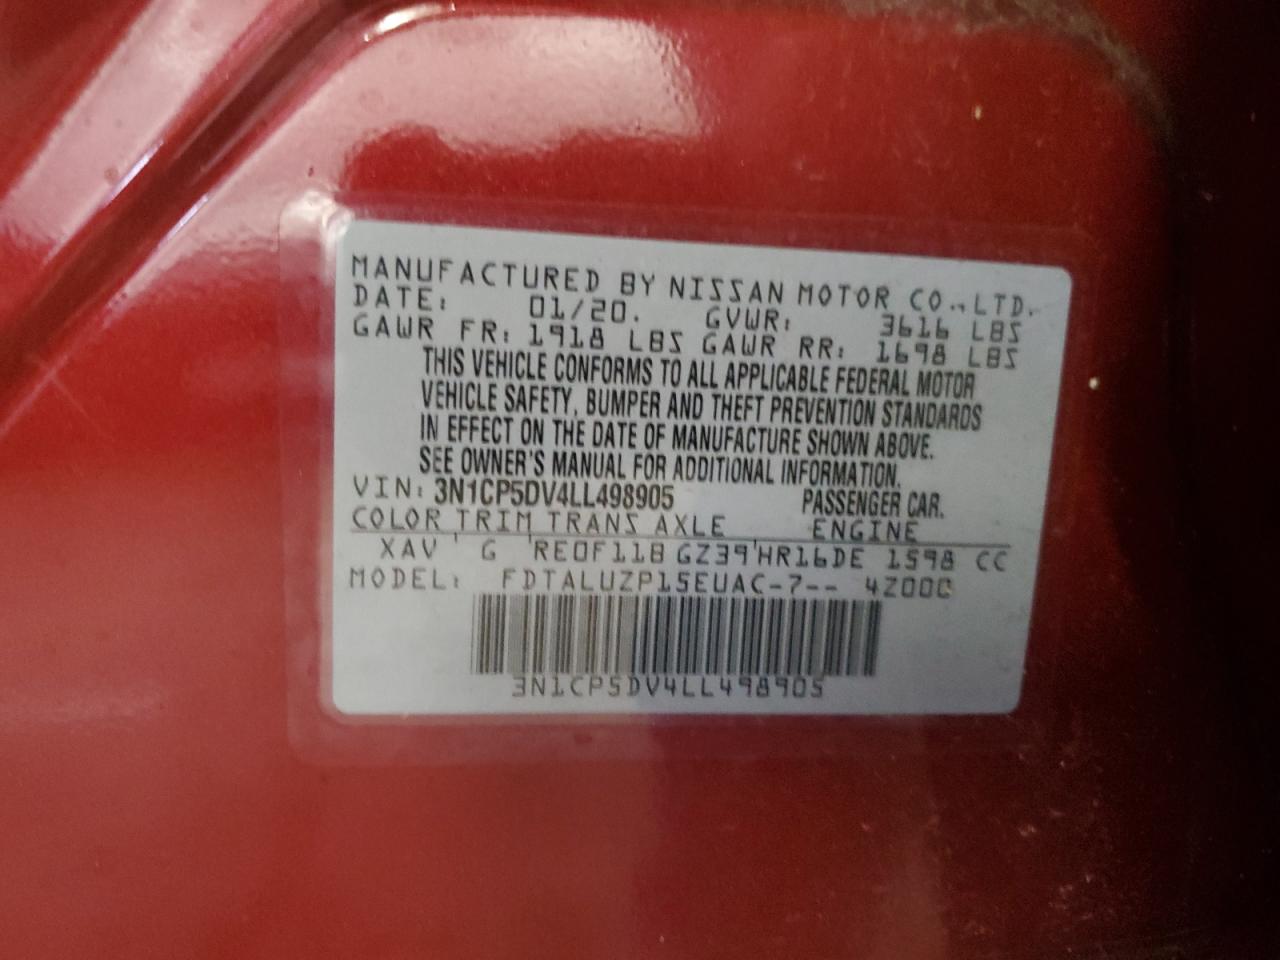 MANUFACTURED BY NISSAN MOTOR CO.,LTD.
DATE: 01/20. GVWR: 3616 LBS
GAWR FR: 1918 LBS GAWR RR: 1698 LBS
THIS VEHICLE CONFORMS TO ALL APPLICABLE FEDERAL MOTOR
VEHICLE SAFETY, BUMPER AND THEFT PREVENTION STANDARDS
IN EFFECT ON THE DATE OF MANUFACTURE SHOWN ABOVE.
SEE OWNER'S MANUAL FOR ADDITIONAL INFORMATION.
VIN: 3N1CP5DV4LL498905 PASSENGER CAR.
COLOR TRIM TRANS AXLE ENGINE
XAV G RE0F11B GZ39 HR16DE 1598 CC
MODEL: FDTALUZP15EUAC-7-- 4Z00C
3N1CP5DV4LL498905